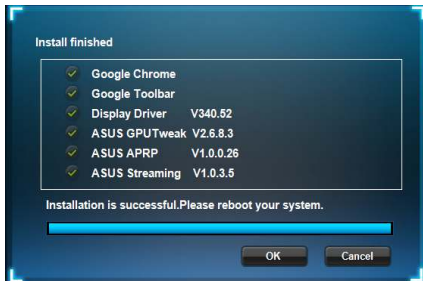 Install finished
Google Chrome
Google Toolbar
Display Driver V340.52
ASUS GPUTweak V2.6.8.3
ASUS APRP V1.0.0.26
ASUS Streaming V1.0.3.5
Installation is successful.Please reboot your system.
OK Cancel